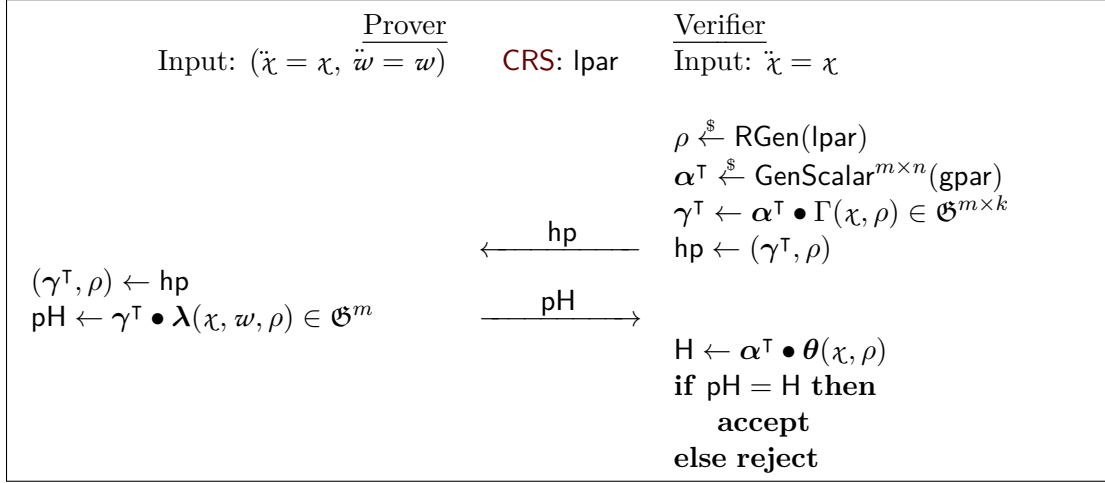 Prover Verifier
Input: (ẍ = x, ẅ = w) CRS: lpar Input: ẍ = x
ρ ←$ RGen(lpar)
α⊺ ←$ GenScalar^{m×n}(gpar)
γ⊺ ← α⊺ • Γ(x, ρ) ∈ 𝕲^{m×k}
hp
hp ← (γ⊺, ρ)
(γ⊺, ρ) ← hp
pH ← γ⊺ • λ(x, w, ρ) ∈ 𝕲^m
pH
H ← α⊺ • θ(x, ρ)
if pH = H then
accept
else reject